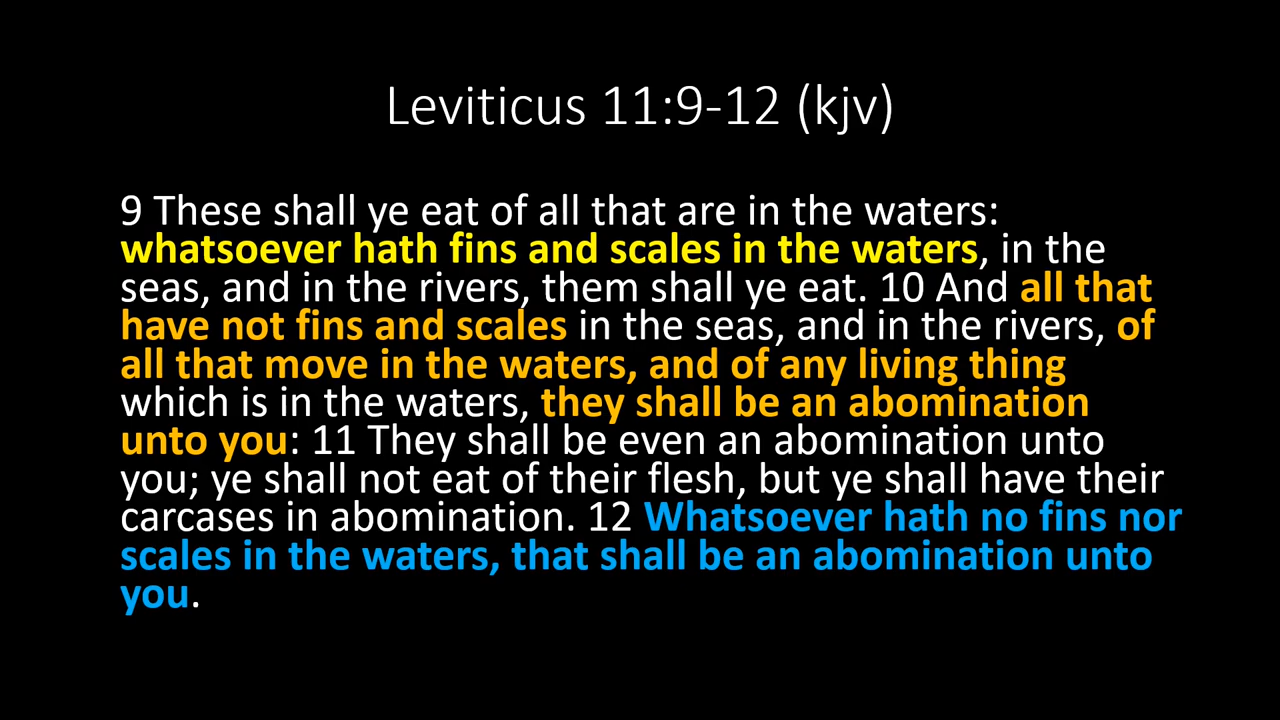 Leviticus 11:9-12 (kjv)
9 These shall ye eat of all that are in the waters:
whatsoever hath fins and scales in the waters, in the
seas, and in the rivers, them shall ye eat. 10 And all that
have not fins and scales in the seas, and in the rivers, of
all that move in the waters, and of any living thing
which is in the waters, they shall be an abomination
unto you: 11 They shall be even an abomination unto
you; ye shall not eat of their flesh, but ye shall have their
carcases in abomination. 12 Whatsoever hath no fins nor
scales in the waters, that shall be an abomination unto
you.